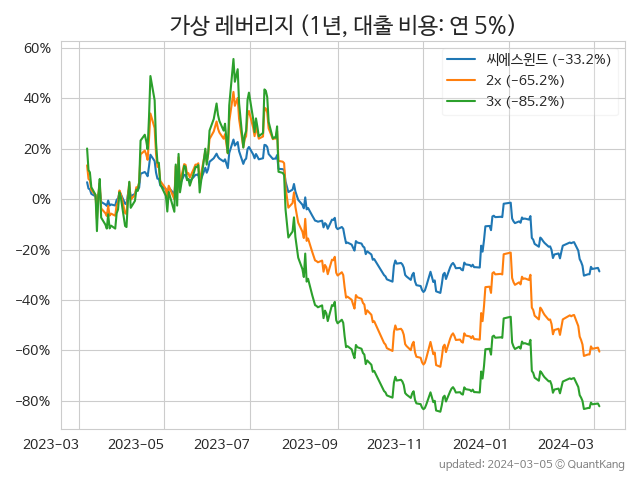 가상 레버리지 (1년, 대출 비용: 연 5%)
씨에스윈드 (-33.2%)
2x (-65.2%)
3x (-85.2%)
60%
40%
20%
0%
−20%
−40%
−60%
−80%
2023-03 2023-05 2023-07 2023-09 2023-11 2024-01 2024-03
updated: 2024-03-05 © QuantKang